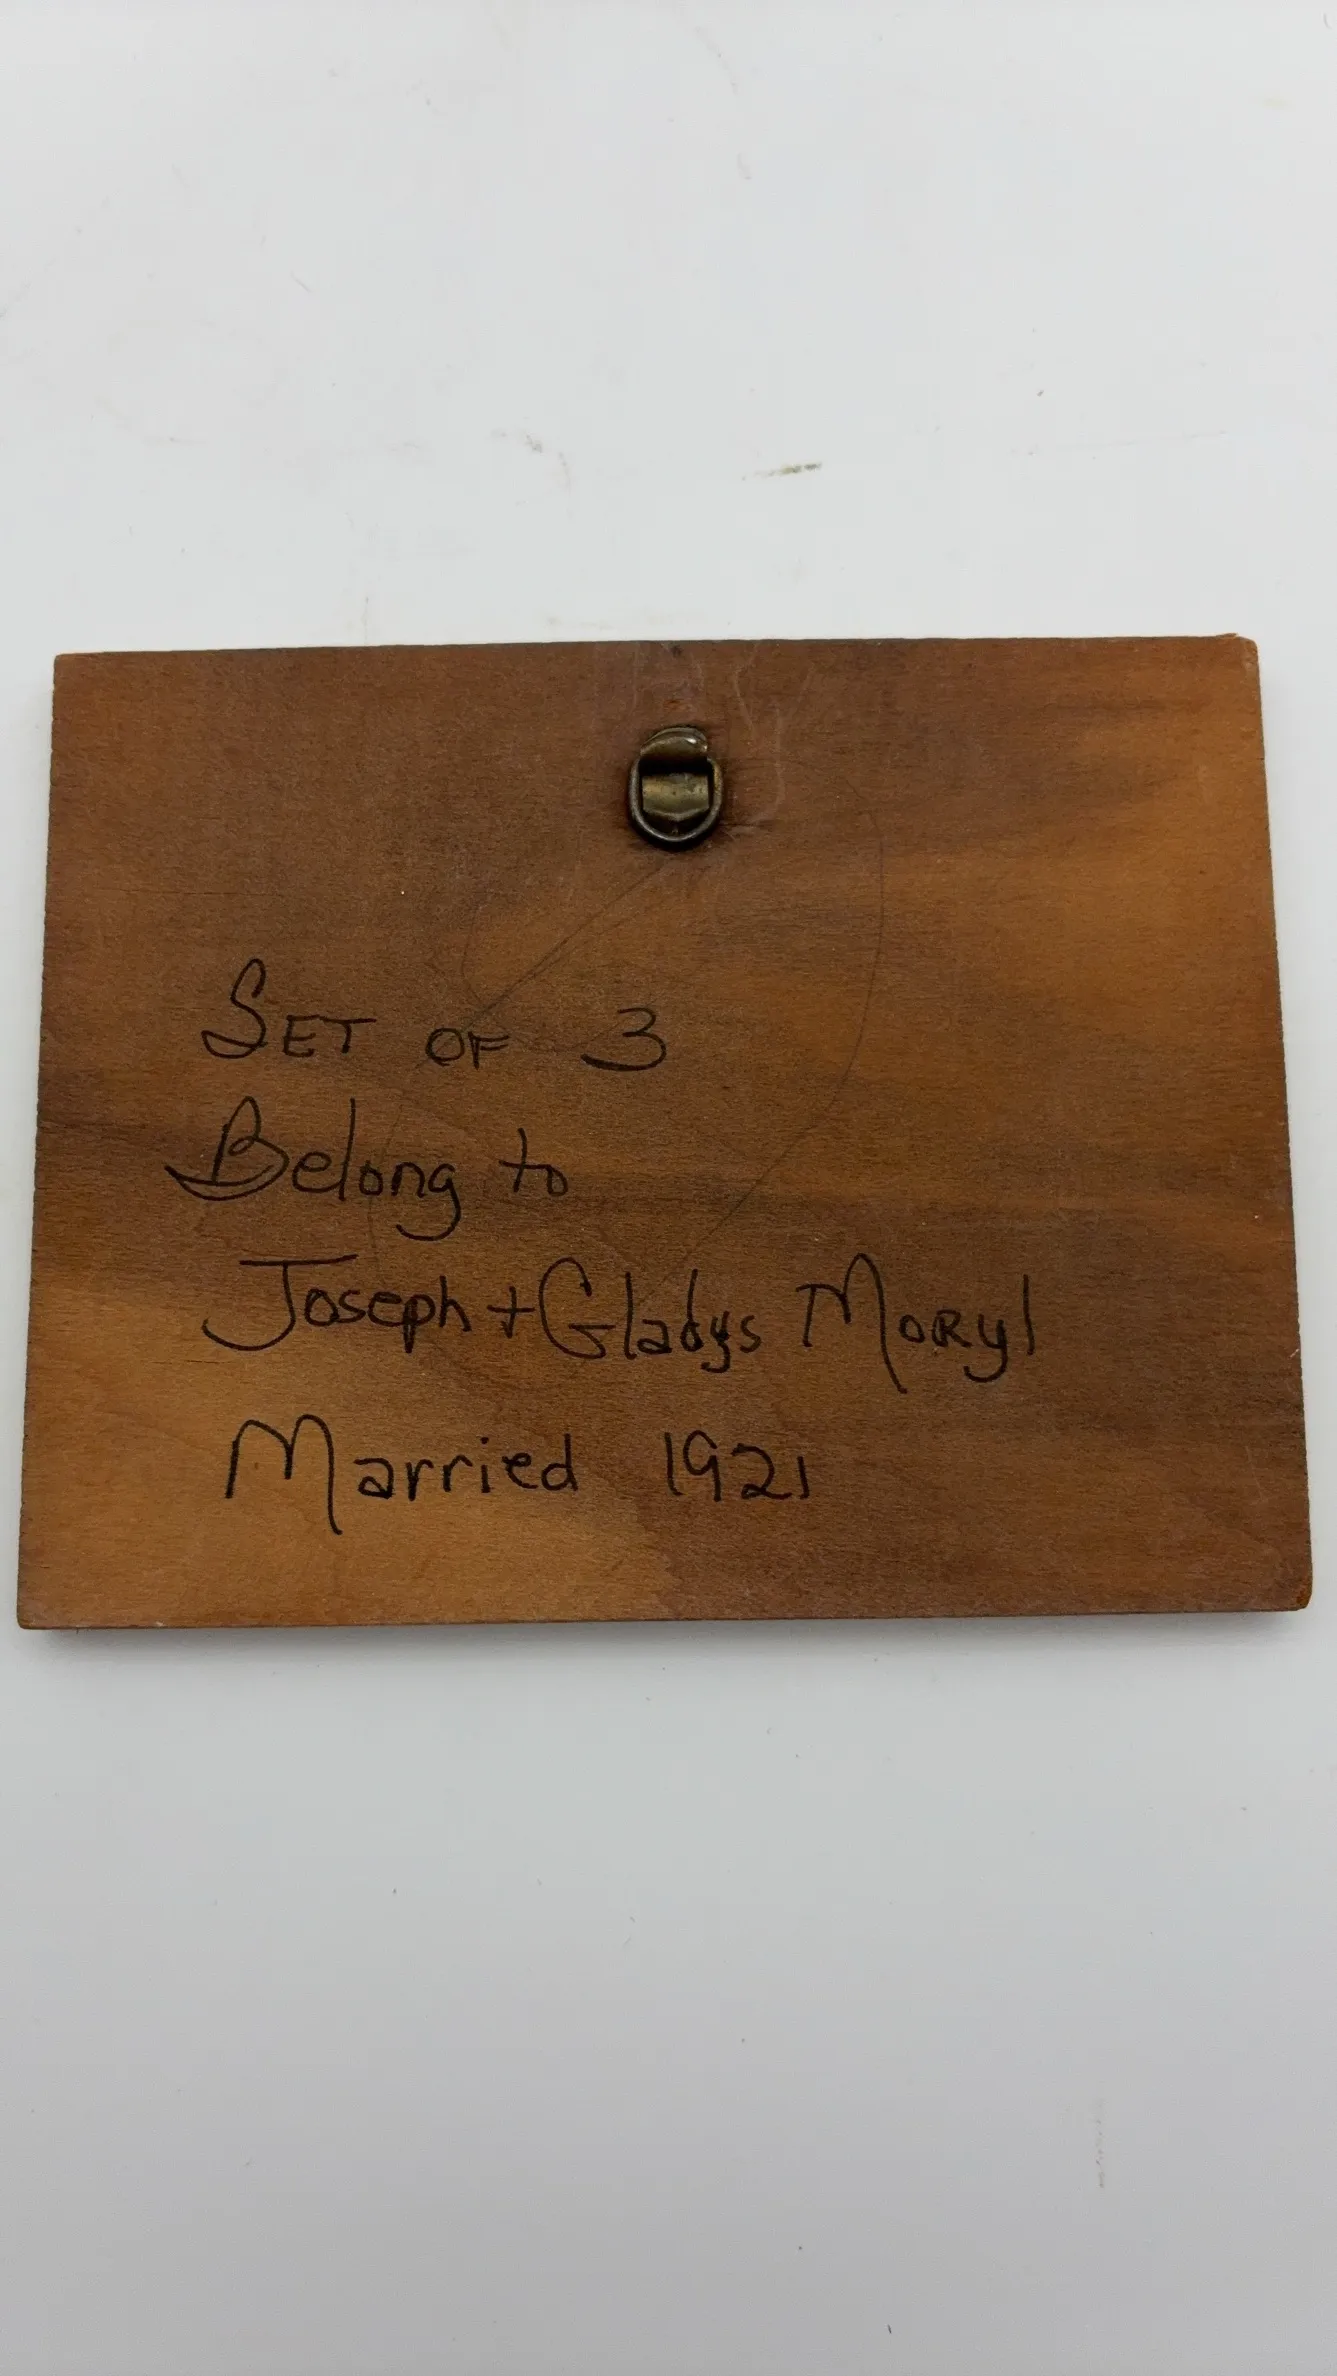 SET OF 3
Belong to
Joseph + Gladys Moryl
Married 1921